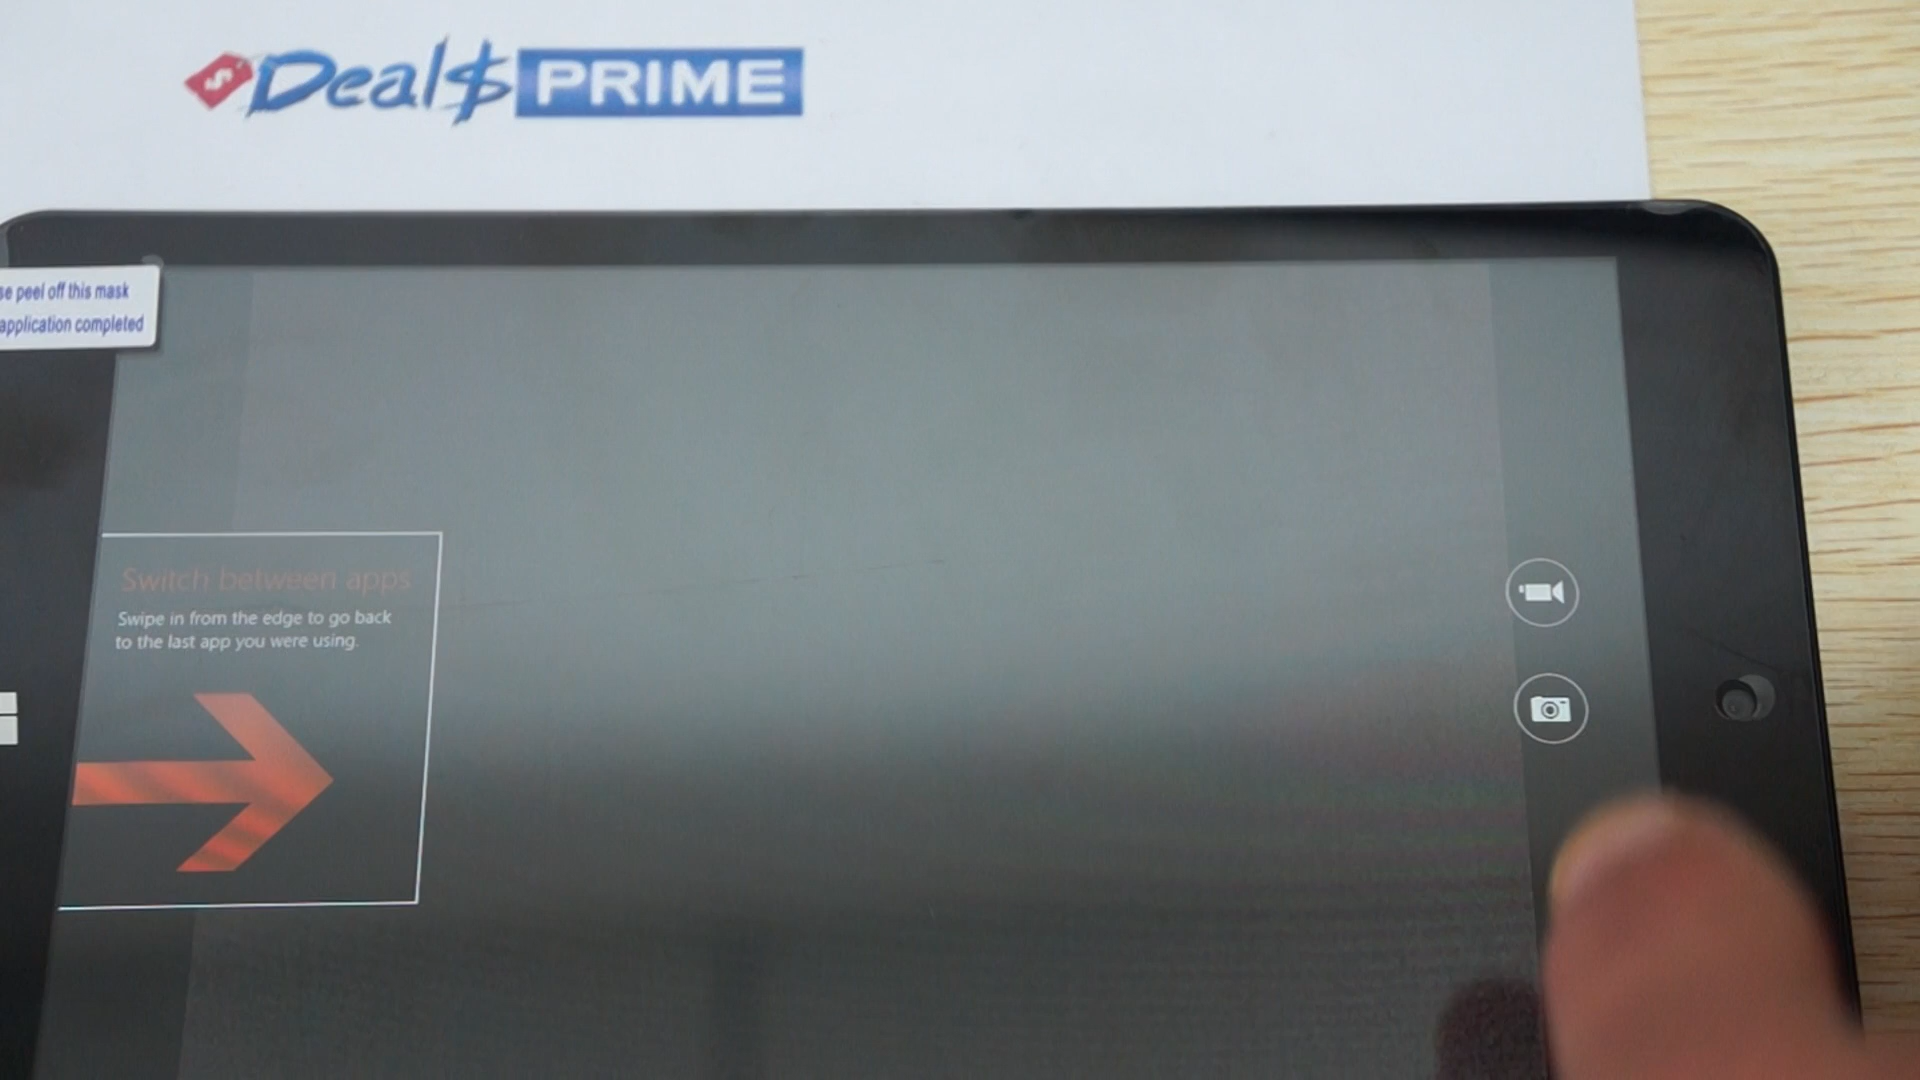 Deal$ PRIME
se peel off this mask
application completed
Switch between apps
Swipe in from the edge to go back
to the last app you were using.